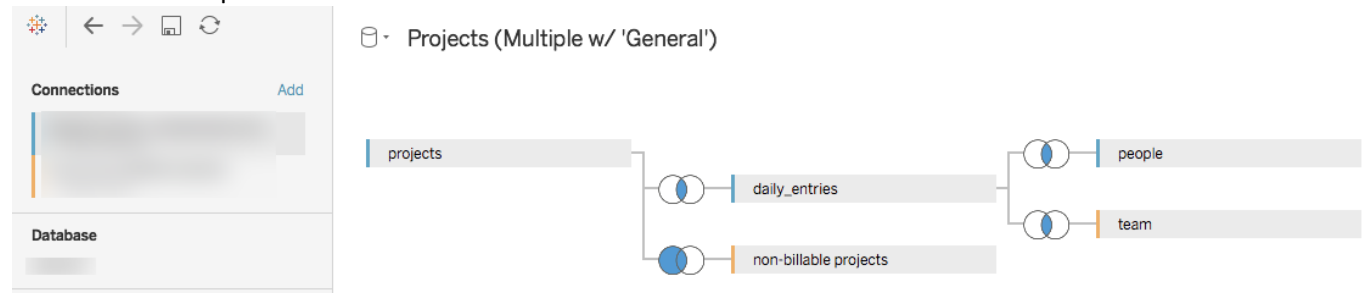 Projects (Multiple w/ 'General')
Connections Add
projects
people
daily_entries
team
Database
non-billable projects